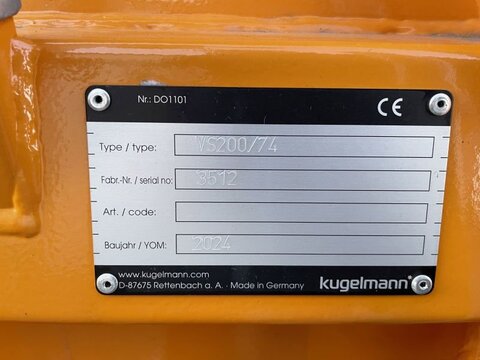 Nr.: DO1101
CE
Type / type: VS200/74
Fabr.-Nr. / serial no: 3512
Art. / code:
Baujahr / YOM: 2024
www.kugelmann.com
D-87675 Rettenbach a. A. · Made in Germany
kugelmann